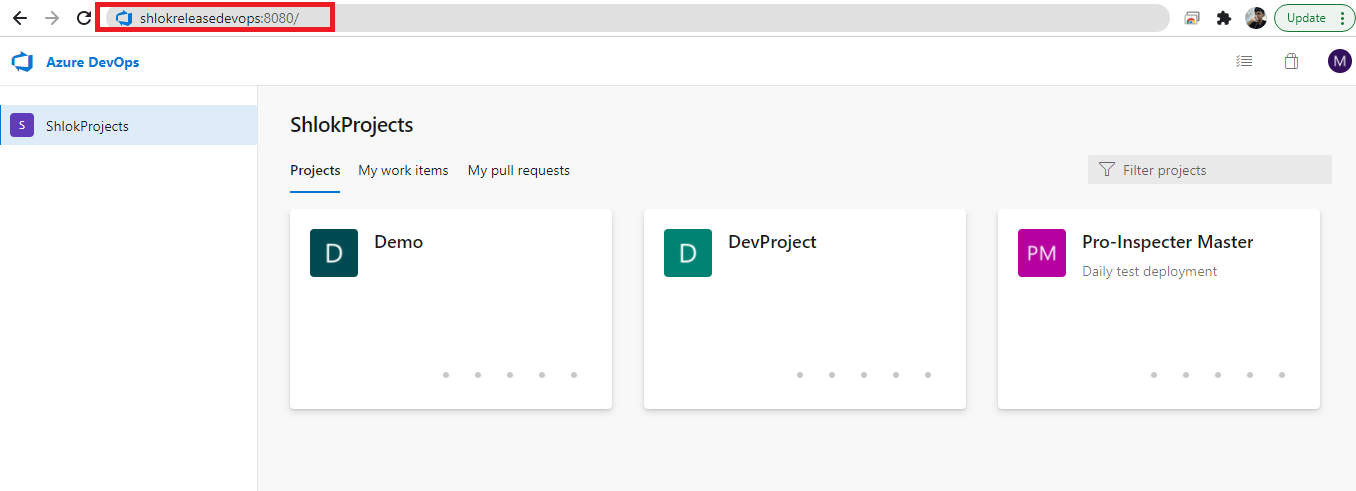 shlokreleasedevops:8080/
Update
Azure DevOps
M
S ShlokProjects
ShlokProjects
Projects My work items My pull requests
Filter projects
D Demo
D DevProject
PM Pro-Inspecter Master
Daily test deployment